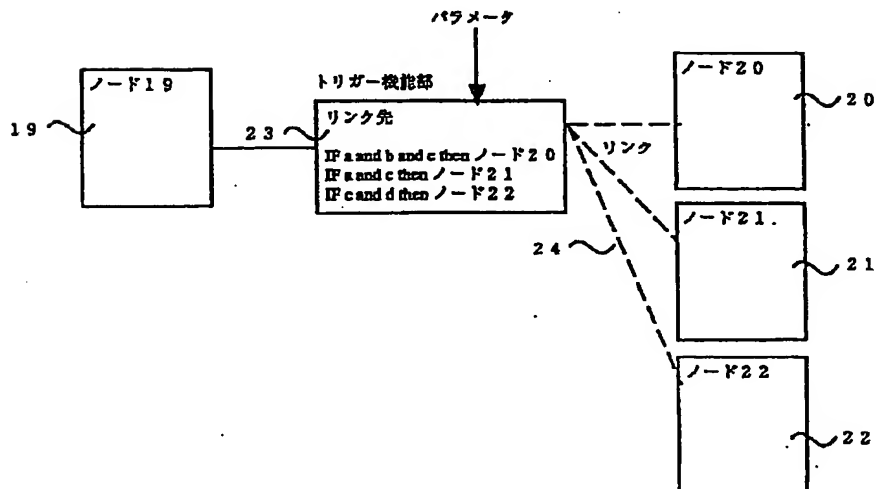 パラメータ
ノード19
トリガー機能部
ノード20
19
23
リンク先
20
リンク
IF a and b and c then ノード20
IF a and c then ノード21
IF c and d then ノード22
ノード21.
24
21
ノード22
22